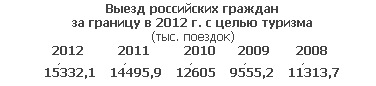 Выезд российских граждан
за границу в 2012 г. с целью туризма
(тыс. поездок)
2012 2011 2010 2009 2008
15332,1 14495,9 12605 9555,2 11313,7